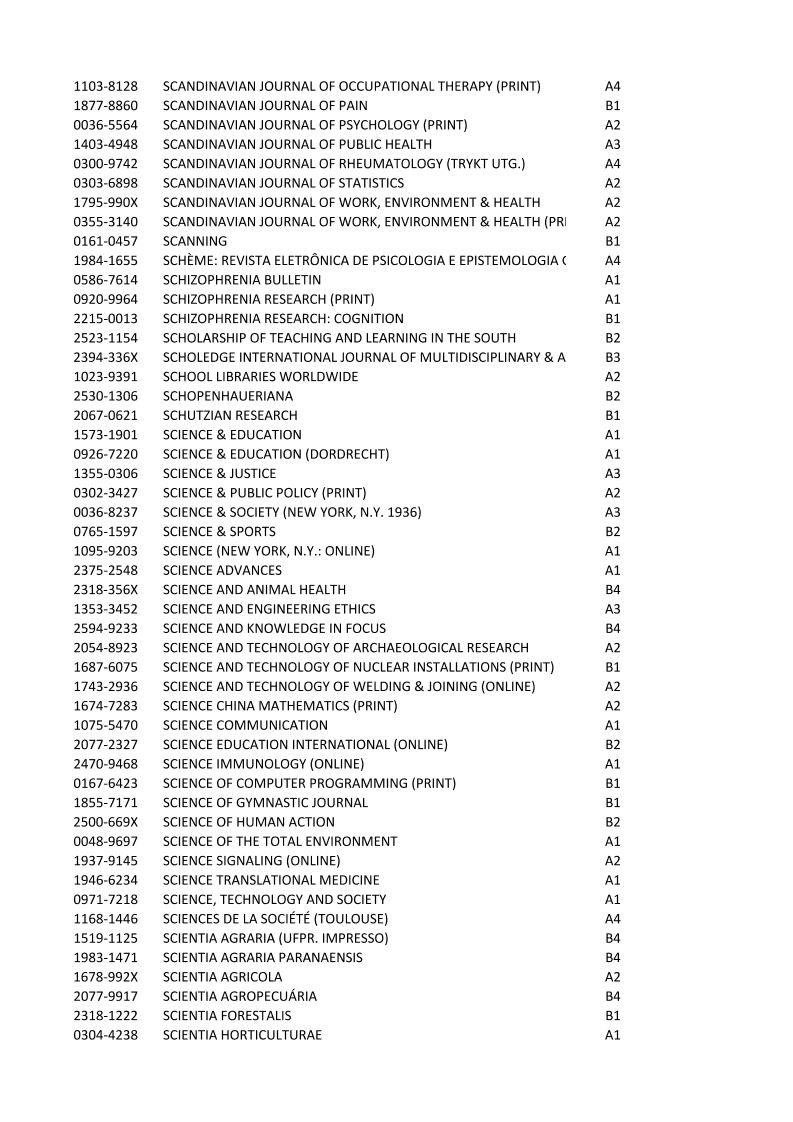 1103-8128 SCANDINAVIAN JOURNAL OF OCCUPATIONAL THERAPY (PRINT) A4
1877-8860 SCANDINAVIAN JOURNAL OF PAIN B1
0036-5564 SCANDINAVIAN JOURNAL OF PSYCHOLOGY (PRINT) A2
1403-4948 SCANDINAVIAN JOURNAL OF PUBLIC HEALTH A3
0300-9742 SCANDINAVIAN JOURNAL OF RHEUMATOLOGY (TRYKT UTG.) A4
0303-6898 SCANDINAVIAN JOURNAL OF STATISTICS A2
1795-990X SCANDINAVIAN JOURNAL OF WORK, ENVIRONMENT & HEALTH A2
0355-3140 SCANDINAVIAN JOURNAL OF WORK, ENVIRONMENT & HEALTH (PRI A2
0161-0457 SCANNING B1
1984-1655 SCHÈME: REVISTA ELETRÔNICA DE PSICOLOGIA E EPISTEMOLOGIA A4
0586-7614 SCHIZOPHRENIA BULLETIN A1
0920-9964 SCHIZOPHRENIA RESEARCH (PRINT) A1
2215-0013 SCHIZOPHRENIA RESEARCH: COGNITION B1
2523-1154 SCHOLARSHIP OF TEACHING AND LEARNING IN THE SOUTH B2
2394-336X SCHOLEDGE INTERNATIONAL JOURNAL OF MULTIDISCIPLINARY & A B3
1023-9391 SCHOOL LIBRARIES WORLDWIDE A2
2530-1306 SCHOPENHAUERIANA B2
2067-0621 SCHUTZIAN RESEARCH B1
1573-1901 SCIENCE & EDUCATION A1
0926-7220 SCIENCE & EDUCATION (DORDRECHT) A1
1355-0306 SCIENCE & JUSTICE A3
0302-3427 SCIENCE & PUBLIC POLICY (PRINT) A2
0036-8237 SCIENCE & SOCIETY (NEW YORK, N.Y. 1936) A3
0765-1597 SCIENCE & SPORTS B2
1095-9203 SCIENCE (NEW YORK, N.Y.: ONLINE) A1
2375-2548 SCIENCE ADVANCES A1
2318-356X SCIENCE AND ANIMAL HEALTH B4
1353-3452 SCIENCE AND ENGINEERING ETHICS A3
2594-9233 SCIENCE AND KNOWLEDGE IN FOCUS B4
2054-8923 SCIENCE AND TECHNOLOGY OF ARCHAEOLOGICAL RESEARCH A2
1687-6075 SCIENCE AND TECHNOLOGY OF NUCLEAR INSTALLATIONS (PRINT) B1
1743-2936 SCIENCE AND TECHNOLOGY OF WELDING & JOINING (ONLINE) A2
1674-7283 SCIENCE CHINA MATHEMATICS (PRINT) A2
1075-5470 SCIENCE COMMUNICATION A1
2077-2327 SCIENCE EDUCATION INTERNATIONAL (ONLINE) B2
2470-9468 SCIENCE IMMUNOLOGY (ONLINE) A1
0167-6423 SCIENCE OF COMPUTER PROGRAMMING (PRINT) B1
1855-7171 SCIENCE OF GYMNASTIC JOURNAL B1
2500-669X SCIENCE OF HUMAN ACTION B2
0048-9697 SCIENCE OF THE TOTAL ENVIRONMENT A1
1937-9145 SCIENCE SIGNALING (ONLINE) A2
1946-6234 SCIENCE TRANSLATIONAL MEDICINE A1
0971-7218 SCIENCE, TECHNOLOGY AND SOCIETY A1
1168-1446 SCIENCES DE LA SOCIÉTÉ (TOULOUSE) A4
1519-1125 SCIENTIA AGRARIA (UFPR. IMPRESSO) B4
1983-1471 SCIENTIA AGRARIA PARANAENSIS B4
1678-992X SCIENTIA AGRICOLA A2
2077-9917 SCIENTIA AGROPECUÁRIA B4
2318-1222 SCIENTIA FORESTALIS B1
0304-4238 SCIENTIA HORTICULTURAE A1